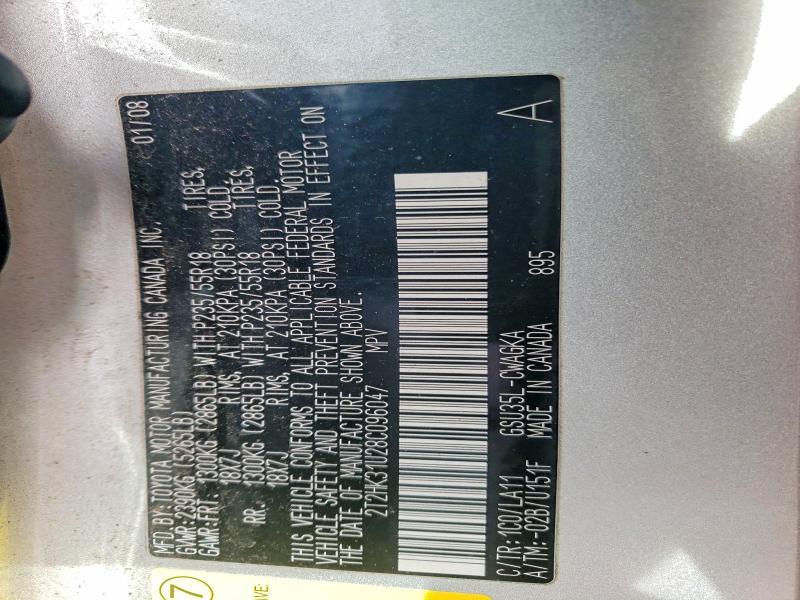 MFD.BY:TOYOTA MOTOR MANUFACTURING CANADA INC. 01/08
GVWR:2390KG (5265LB)
GAWR:FRT. 1300KG (2865LB) WITH P235/55R18 TIRES,
18X7J RIMS, AT 210KPA (30PSI) COLD.
RR. 1300KG (2865LB) WITH P235/55R18 TIRES,
18X7J RIMS, AT 210KPA (30PSI) COLD.
THIS VEHICLE CONFORMS TO ALL APPLICABLE FEDERAL MOTOR
VEHICLE SAFETY AND THEFT PREVENTION STANDARDS IN EFFECT ON
THE DATE OF MANUFACTURE SHOWN ABOVE.
2T2HK31U28C096047 MPV
C/TR:1C0/LA11 GSU35L-CWAGKA A
A/TM:-02B/U151F MADE IN CANADA 895
7
AVE: